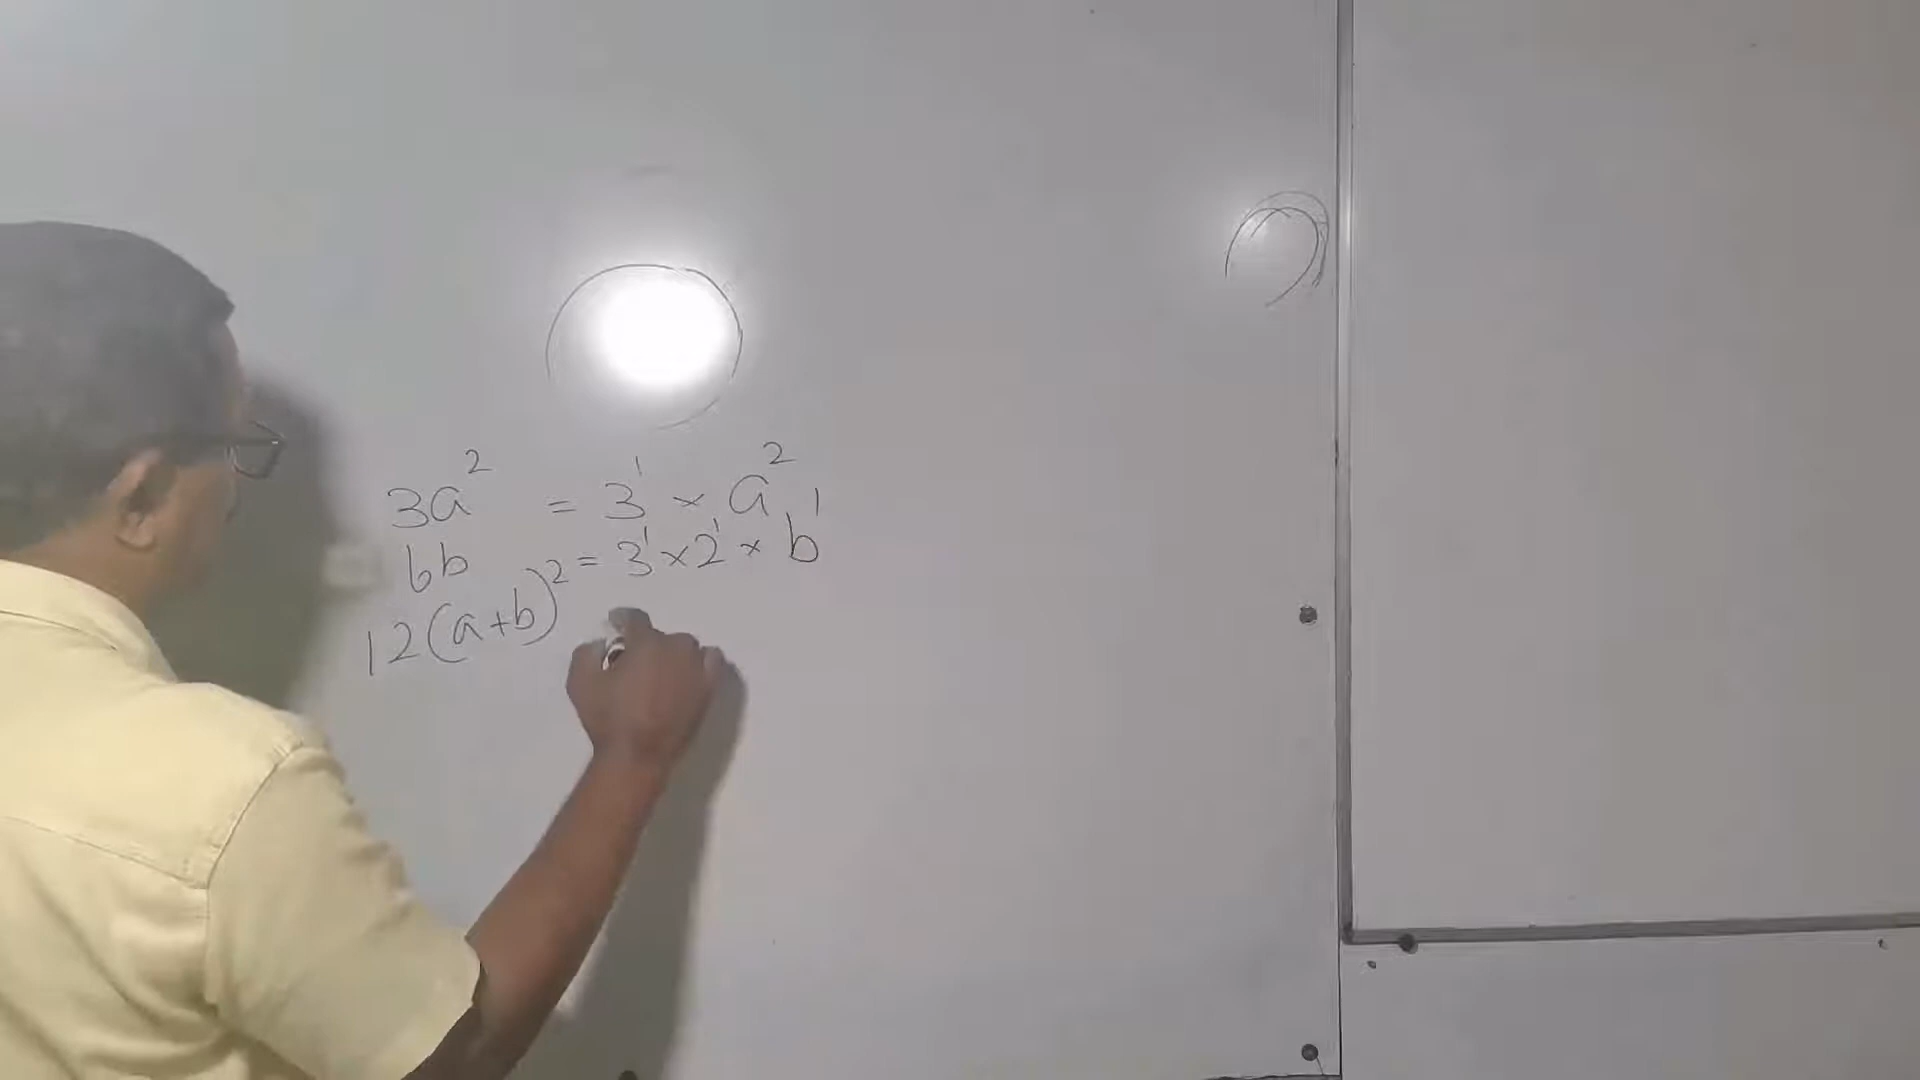 3a² = 3¹ × a²
6b = 3¹ × 2¹ × b¹
12(a+b)²